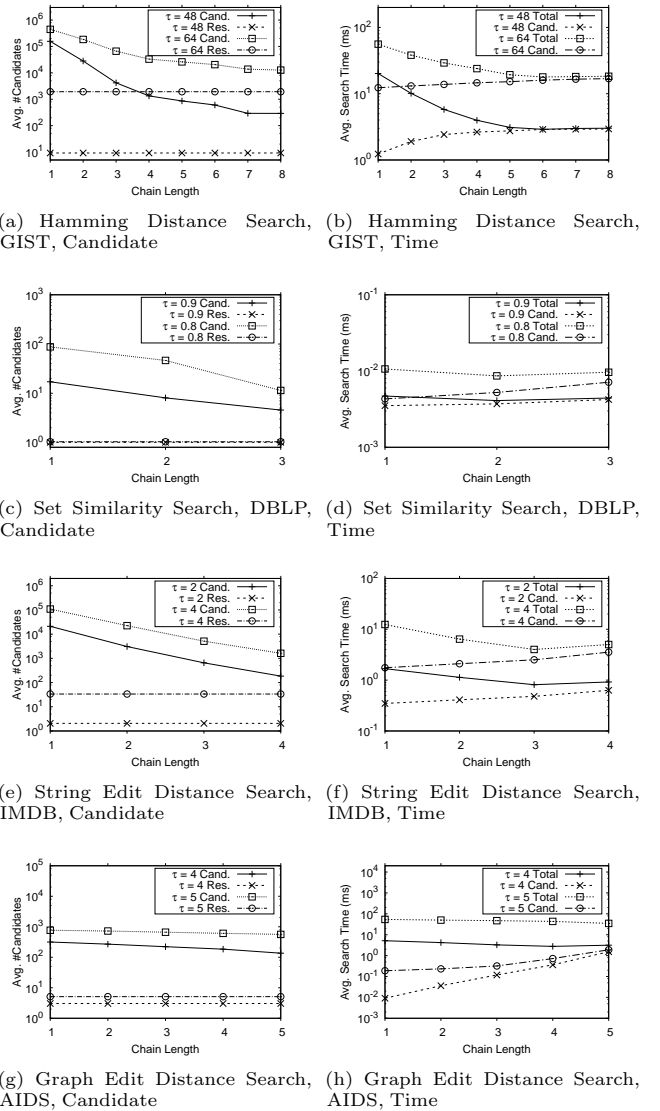 10^6
10^5
10^4
10^3
10^2
10^1
Avg. #Candidates
τ = 48 Cand.
τ = 48 Res.
τ = 64 Cand.
τ = 64 Res.
1 2 3 4 5 6 7 8
Chain Length
10^2
10^1
10^0
Avg. Search Time (ms)
τ = 48 Total
τ = 48 Cand.
τ = 64 Total
τ = 64 Cand.
1 2 3 4 5 6 7 8
Chain Length
(a) Hamming Distance Search,
GIST, Candidate
(b) Hamming Distance Search,
GIST, Time
10^3
10^2
10^1
10^0
Avg. #Candidates
τ = 0.9 Cand.
τ = 0.9 Res.
τ = 0.8 Cand.
τ = 0.8 Res.
1 2 3
Chain Length
10^-1
10^-2
10^-3
Avg. Search Time (ms)
τ = 0.9 Total
τ = 0.9 Cand.
τ = 0.8 Total
τ = 0.8 Cand.
1 2 3
Chain Length
(c) Set Similarity Search, DBLP,
Candidate
(d) Set Similarity Search, DBLP,
Time
10^6
10^5
10^4
10^3
10^2
10^1
10^0
Avg. #Candidates
τ = 2 Cand.
τ = 2 Res.
τ = 4 Cand.
τ = 4 Res.
1 2 3 4
Chain Length
10^2
10^1
10^0
10^-1
Avg. Search Time (ms)
τ = 2 Total
τ = 2 Cand.
τ = 4 Total
τ = 4 Cand.
1 2 3 4
Chain Length
(e) String Edit Distance Search,
IMDB, Candidate
(f) String Edit Distance Search,
IMDB, Time
10^5
10^4
10^3
10^2
10^1
10^0
Avg. #Candidates
τ = 4 Cand.
τ = 4 Res.
τ = 5 Cand.
τ = 5 Res.
1 2 3 4 5
Chain Length
10^4
10^3
10^2
10^1
10^0
10^-1
10^-2
10^-3
Avg. Search Time (ms)
τ = 4 Total
τ = 4 Cand.
τ = 5 Total
τ = 5 Cand.
1 2 3 4 5
Chain Length
(g) Graph Edit Distance Search,
AIDS, Candidate
(h) Graph Edit Distance Search,
AIDS, Time